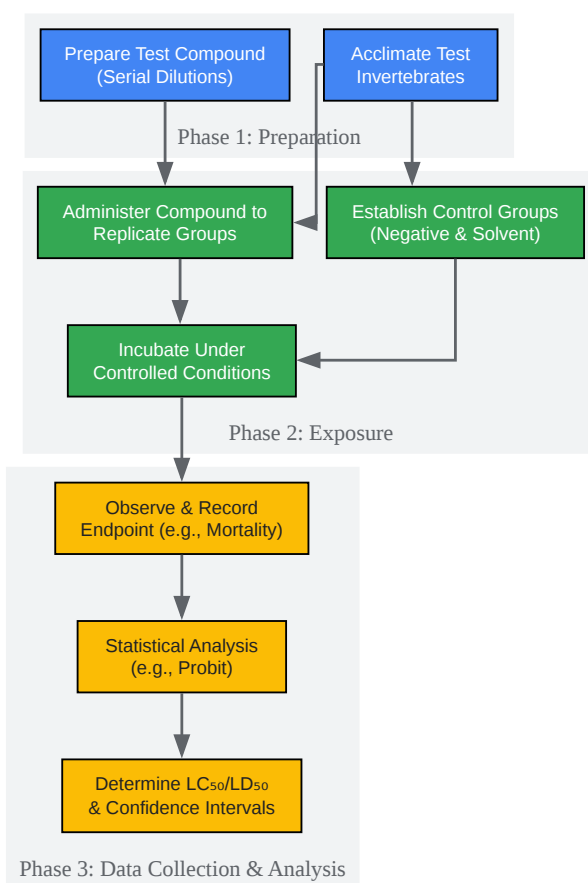 Prepare Test Compound
(Serial Dilutions)
Acclimate Test
Invertebrates
Phase 1: Preparation
Administer Compound to
Replicate Groups
Establish Control Groups
(Negative & Solvent)
Incubate Under
Controlled Conditions
Phase 2: Exposure
Observe & Record
Endpoint (e.g., Mortality)
Statistical Analysis
(e.g., Probit)
Determine LC₅₀/LD₅₀
& Confidence Intervals
Phase 3: Data Collection & Analysis